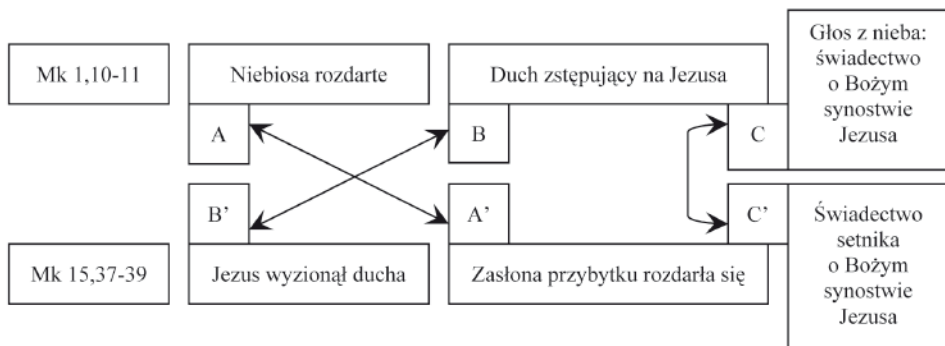 Mk 1,10-11
Niebiosa rozdarte
Duch zstępujący na Jezusa
Głos z nieba:
świadectwo
o Bożym
synostwie
Jezusa
A
B
C
B’
A’
C’
Mk 15,37-39
Jezus wyzionął ducha
Zasłona przybytku rozdarła się
Świadectwo
setnika
o Bożym
synostwie
Jezusa